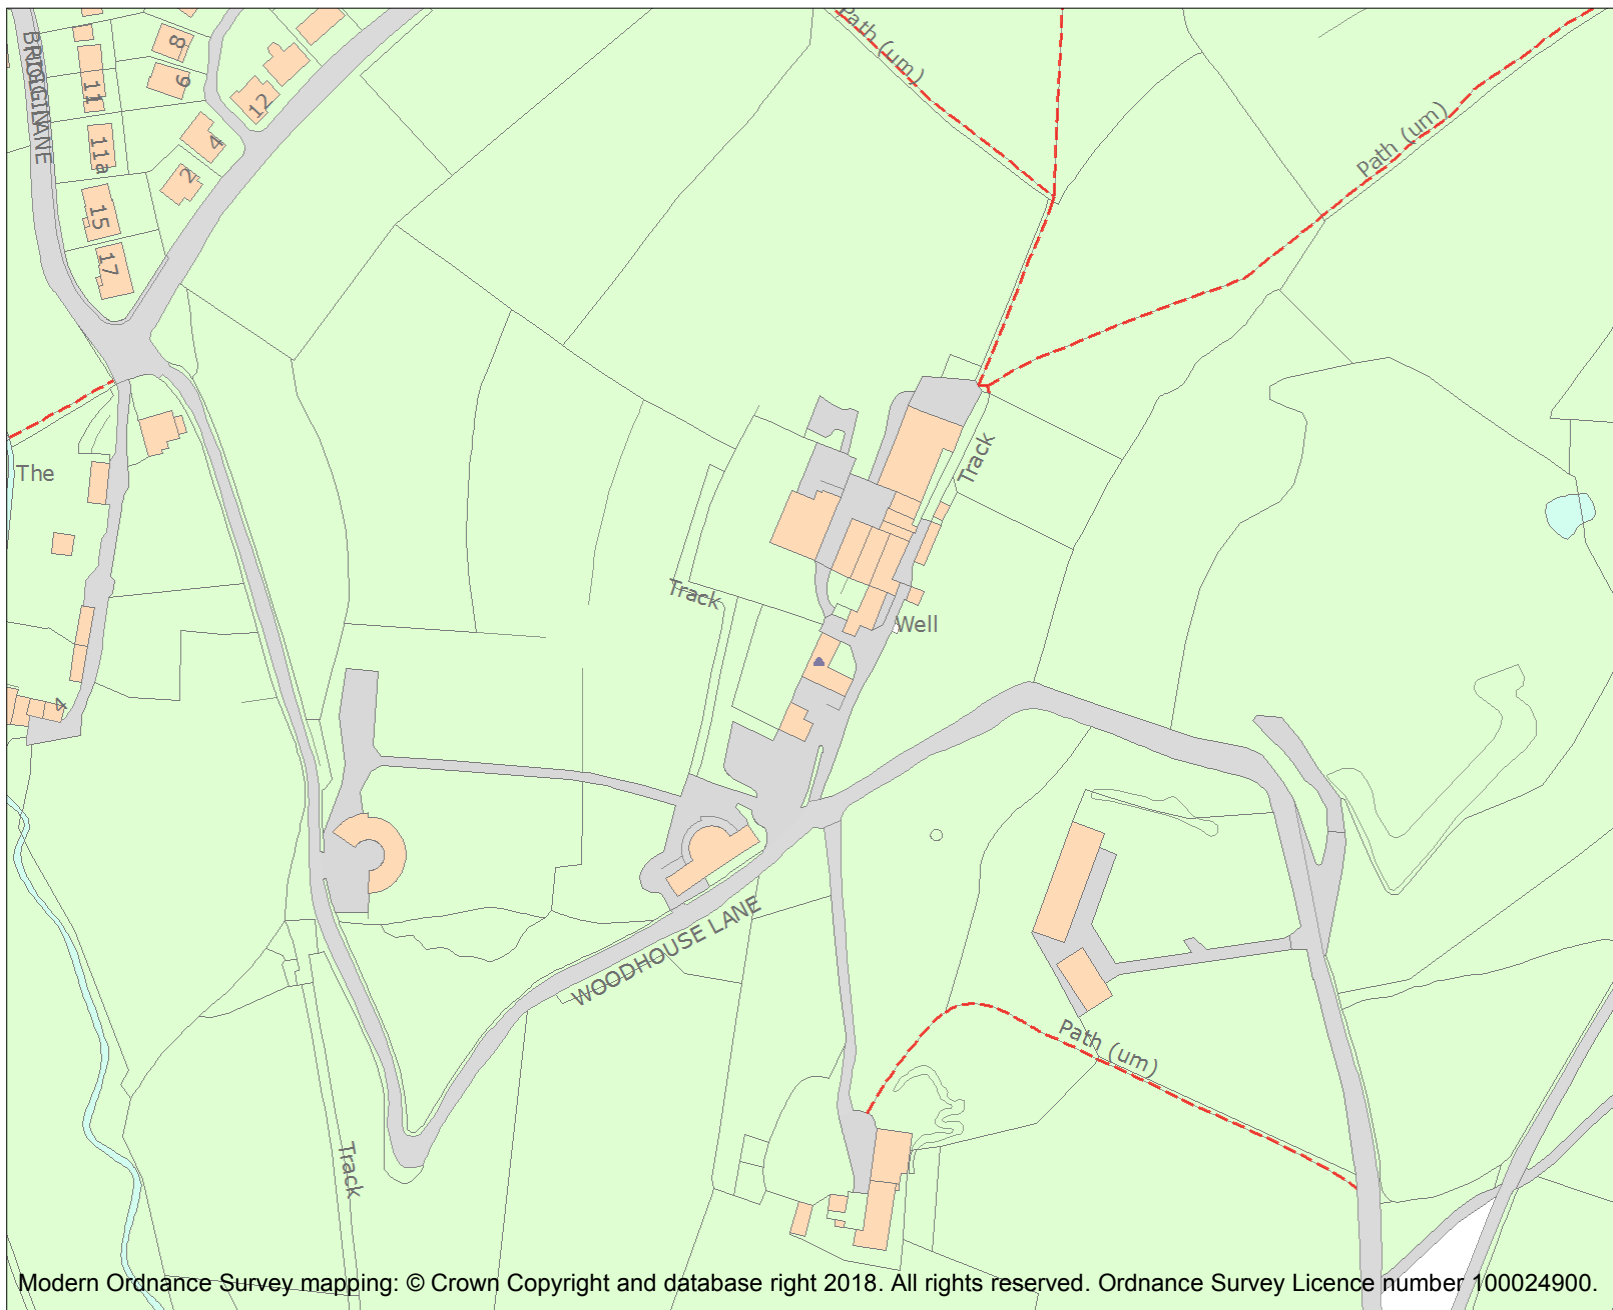 Path (um)
8
6
11
12
4
11a
2
15
17
LANE
Path (um)
Track
The
Track
Well
4
WOODHOUSE LANE
Path (um)
Track
Modern Ordnance Survey mapping: © Crown Copyright and database right 2018. All rights reserved. Ordnance Survey Licence number 100024900.